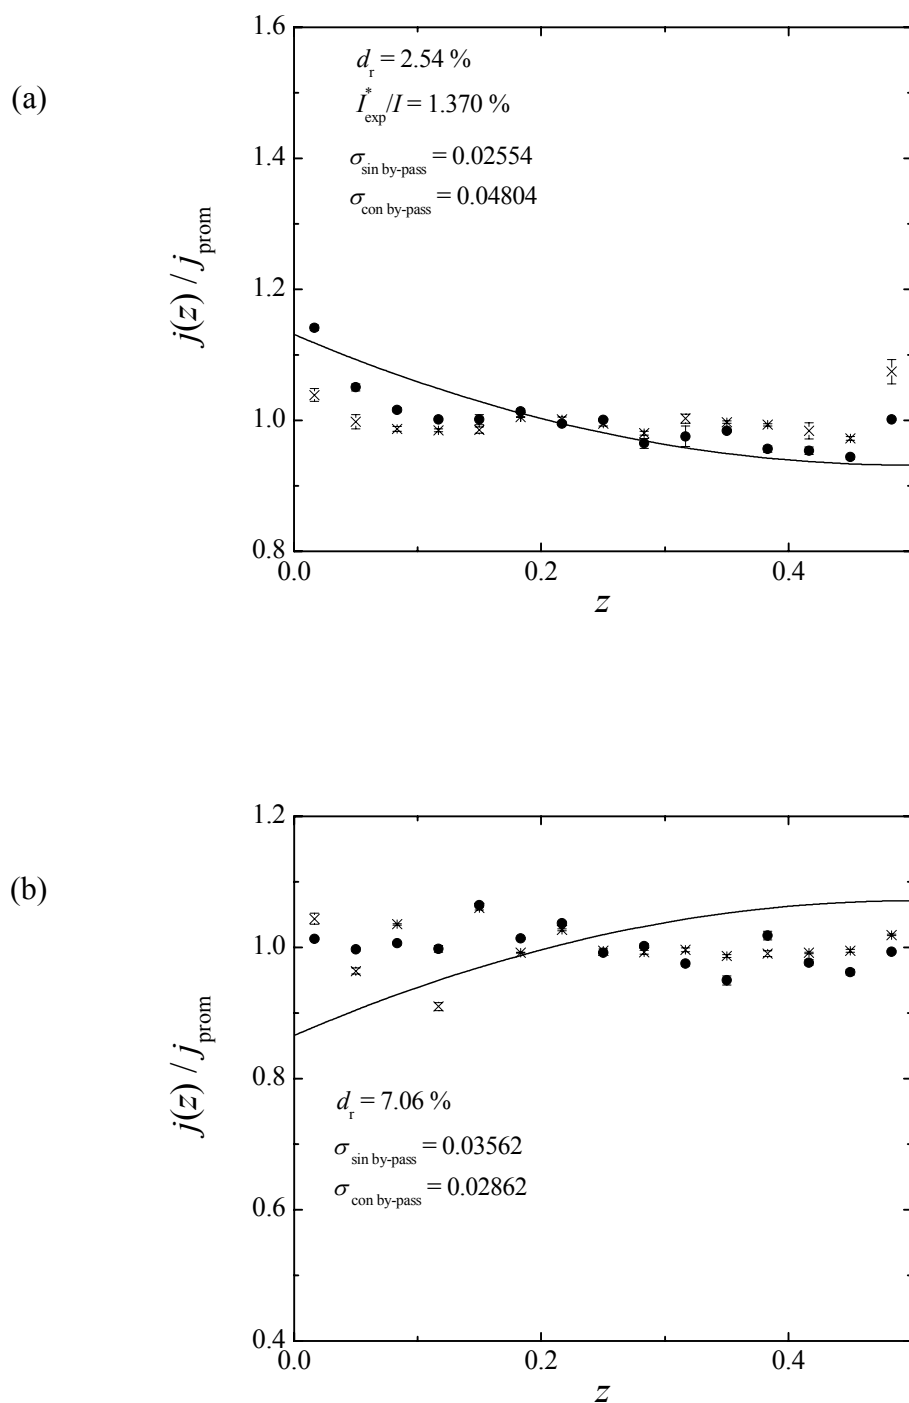 (a)
1.6
1.4
1.2
1.0
0.8
0.0
0.2
0.4
z
j(z) / j_prom
d_r = 2.54 %
I*_exp/I = 1.370 %
σ_sin by-pass = 0.02554
σ_con by-pass = 0.04804
(b)
1.2
1.0
0.8
0.6
0.4
0.0
0.2
0.4
z
j(z) / j_prom
d_r = 7.06 %
σ_sin by-pass = 0.03562
σ_con by-pass = 0.02862